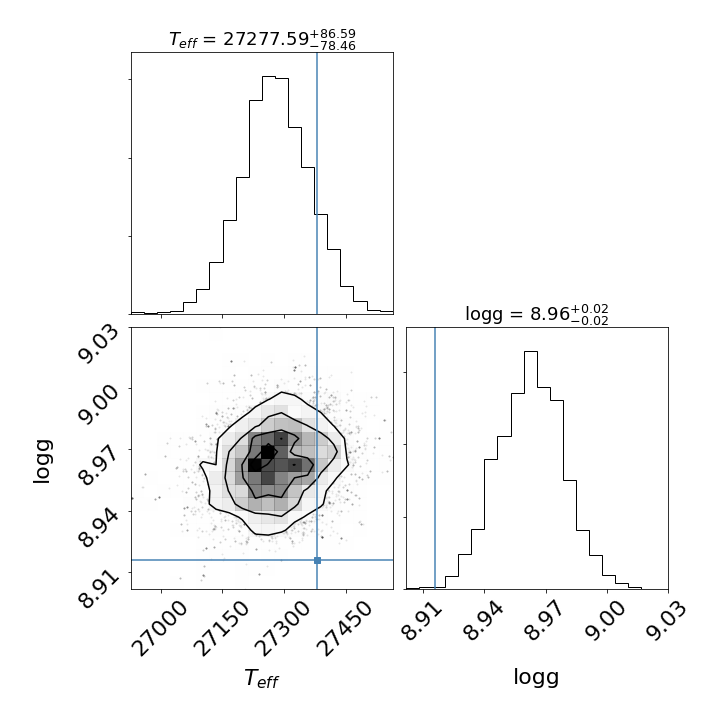 T_eff = 27277.59^{+86.59}_{-78.46}
logg = 8.96^{+0.02}_{-0.02}
9.03
9.00
8.97
8.94
8.91
logg
27000 27150 27300 27450
8.91 8.94 8.97 9.00 9.03
T_eff
logg